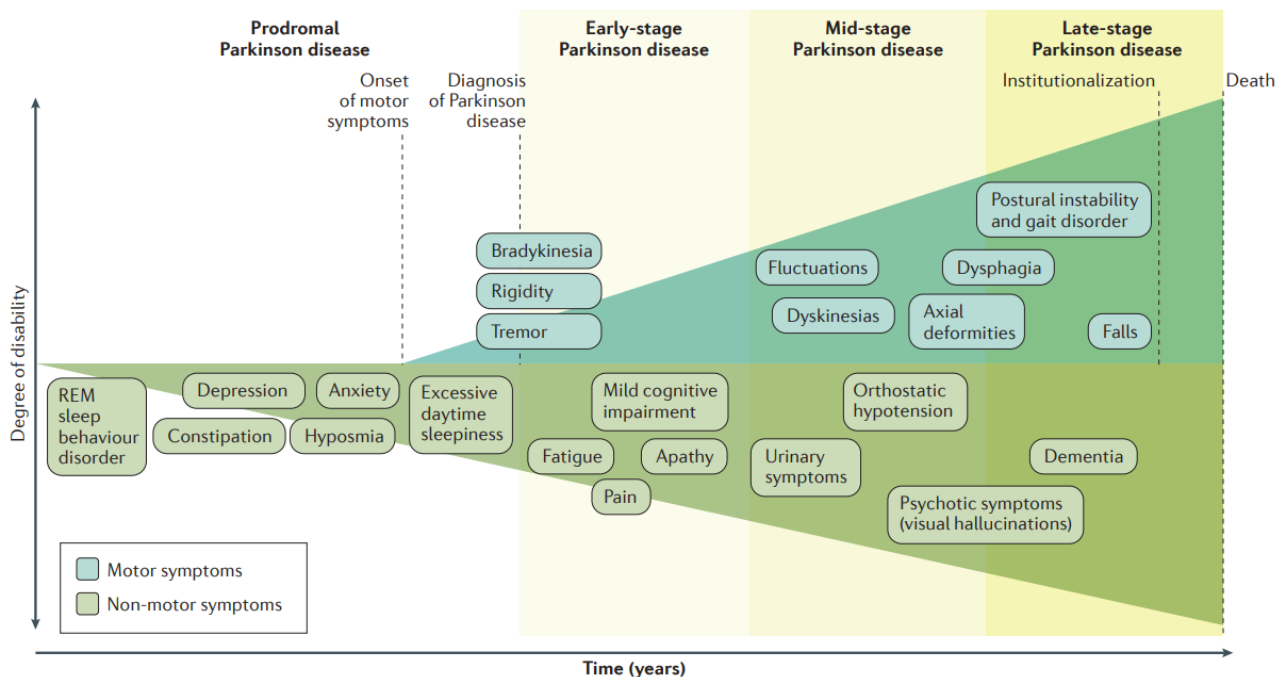 Prodromal
Parkinson disease
Early-stage
Parkinson disease
Mid-stage
Parkinson disease
Late-stage
Parkinson disease
Onset
of motor
symptoms
Diagnosis
of Parkinson
disease
Institutionalization
Death
Degree of disability
Bradykinesia
Rigidity
Tremor
Fluctuations
Dyskinesias
Postural instability
and gait disorder
Dysphagia
Axial
deformities
Falls
REM
sleep
behaviour
disorder
Depression
Anxiety
Constipation
Hyposmia
Excessive
daytime
sleepiness
Mild cognitive
impairment
Fatigue
Apathy
Pain
Orthostatic
hypotension
Urinary
symptoms
Dementia
Psychotic symptoms
(visual hallucinations)
Motor symptoms
Non-motor symptoms
Time (years)